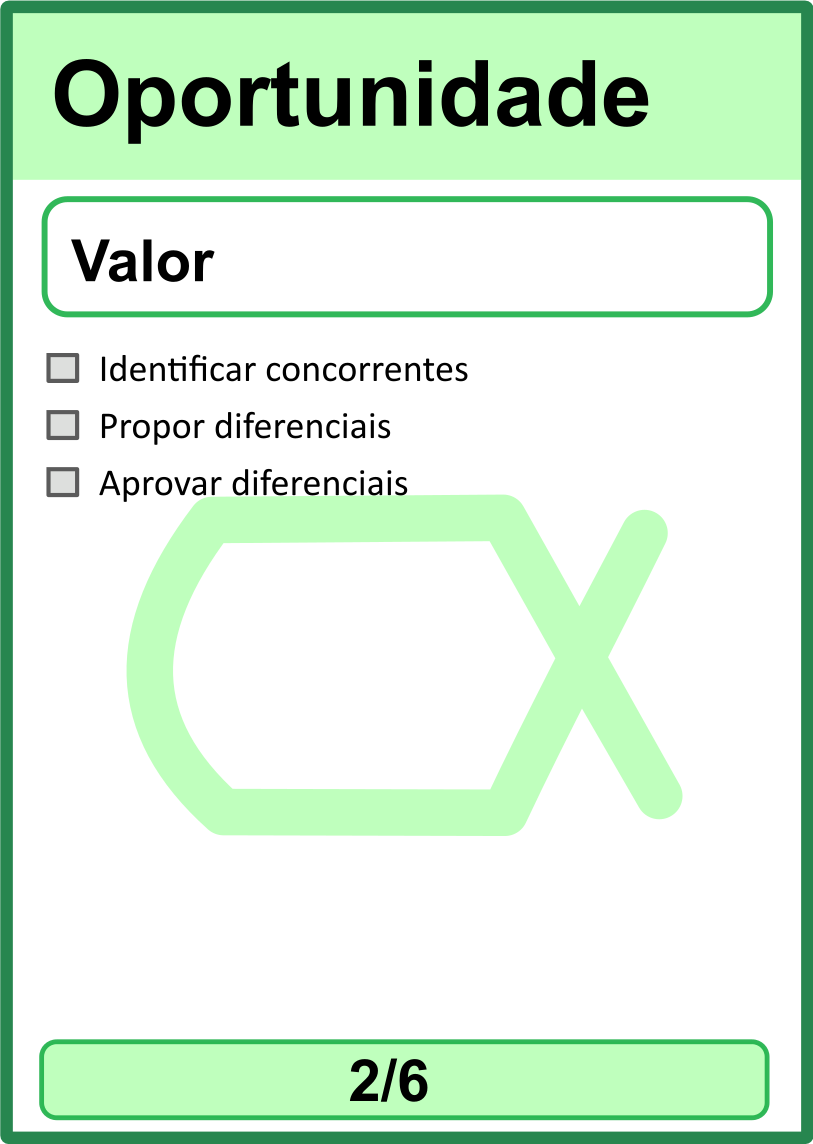 Oportunidade
Valor
Identificar concorrentes
Propor diferenciais
Aprovar diferenciais
2/6